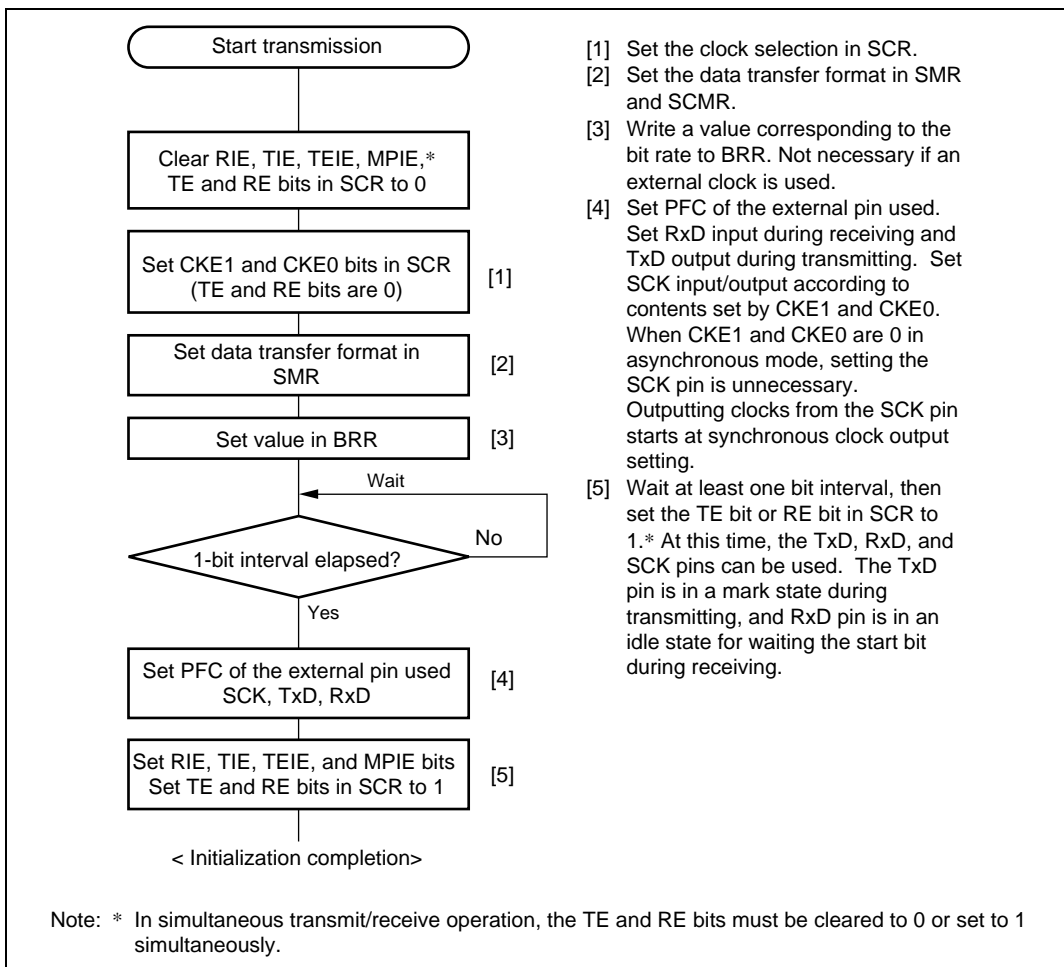 Start transmission
Clear RIE, TIE, TEIE, MPIE,*
TE and RE bits in SCR to 0
Set CKE1 and CKE0 bits in SCR
(TE and RE bits are 0)
[1]
Set data transfer format in
SMR
[2]
Set value in BRR
[3]
Wait
1-bit interval elapsed?
No
Yes
Set PFC of the external pin used
SCK, TxD, RxD
[4]
Set RIE, TIE, TEIE, and MPIE bits
Set TE and RE bits in SCR to 1
[5]
< Initialization completion>
[1] Set the clock selection in SCR.
[2] Set the data transfer format in SMR
and SCMR.
[3] Write a value corresponding to the
bit rate to BRR. Not necessary if an
external clock is used.
[4] Set PFC of the external pin used.
Set RxD input during receiving and
TxD output during transmitting. Set
SCK input/output according to
contents set by CKE1 and CKE0.
When CKE1 and CKE0 are 0 in
asynchronous mode, setting the
SCK pin is unnecessary.
Outputting clocks from the SCK pin
starts at synchronous clock output
setting.
[5] Wait at least one bit interval, then
set the TE bit or RE bit in SCR to
1.* At this time, the TxD, RxD, and
SCK pins can be used. The TxD
pin is in a mark state during
transmitting, and RxD pin is in an
idle state for waiting the start bit
during receiving.
Note: * In simultaneous transmit/receive operation, the TE and RE bits must be cleared to 0 or set to 1
simultaneously.